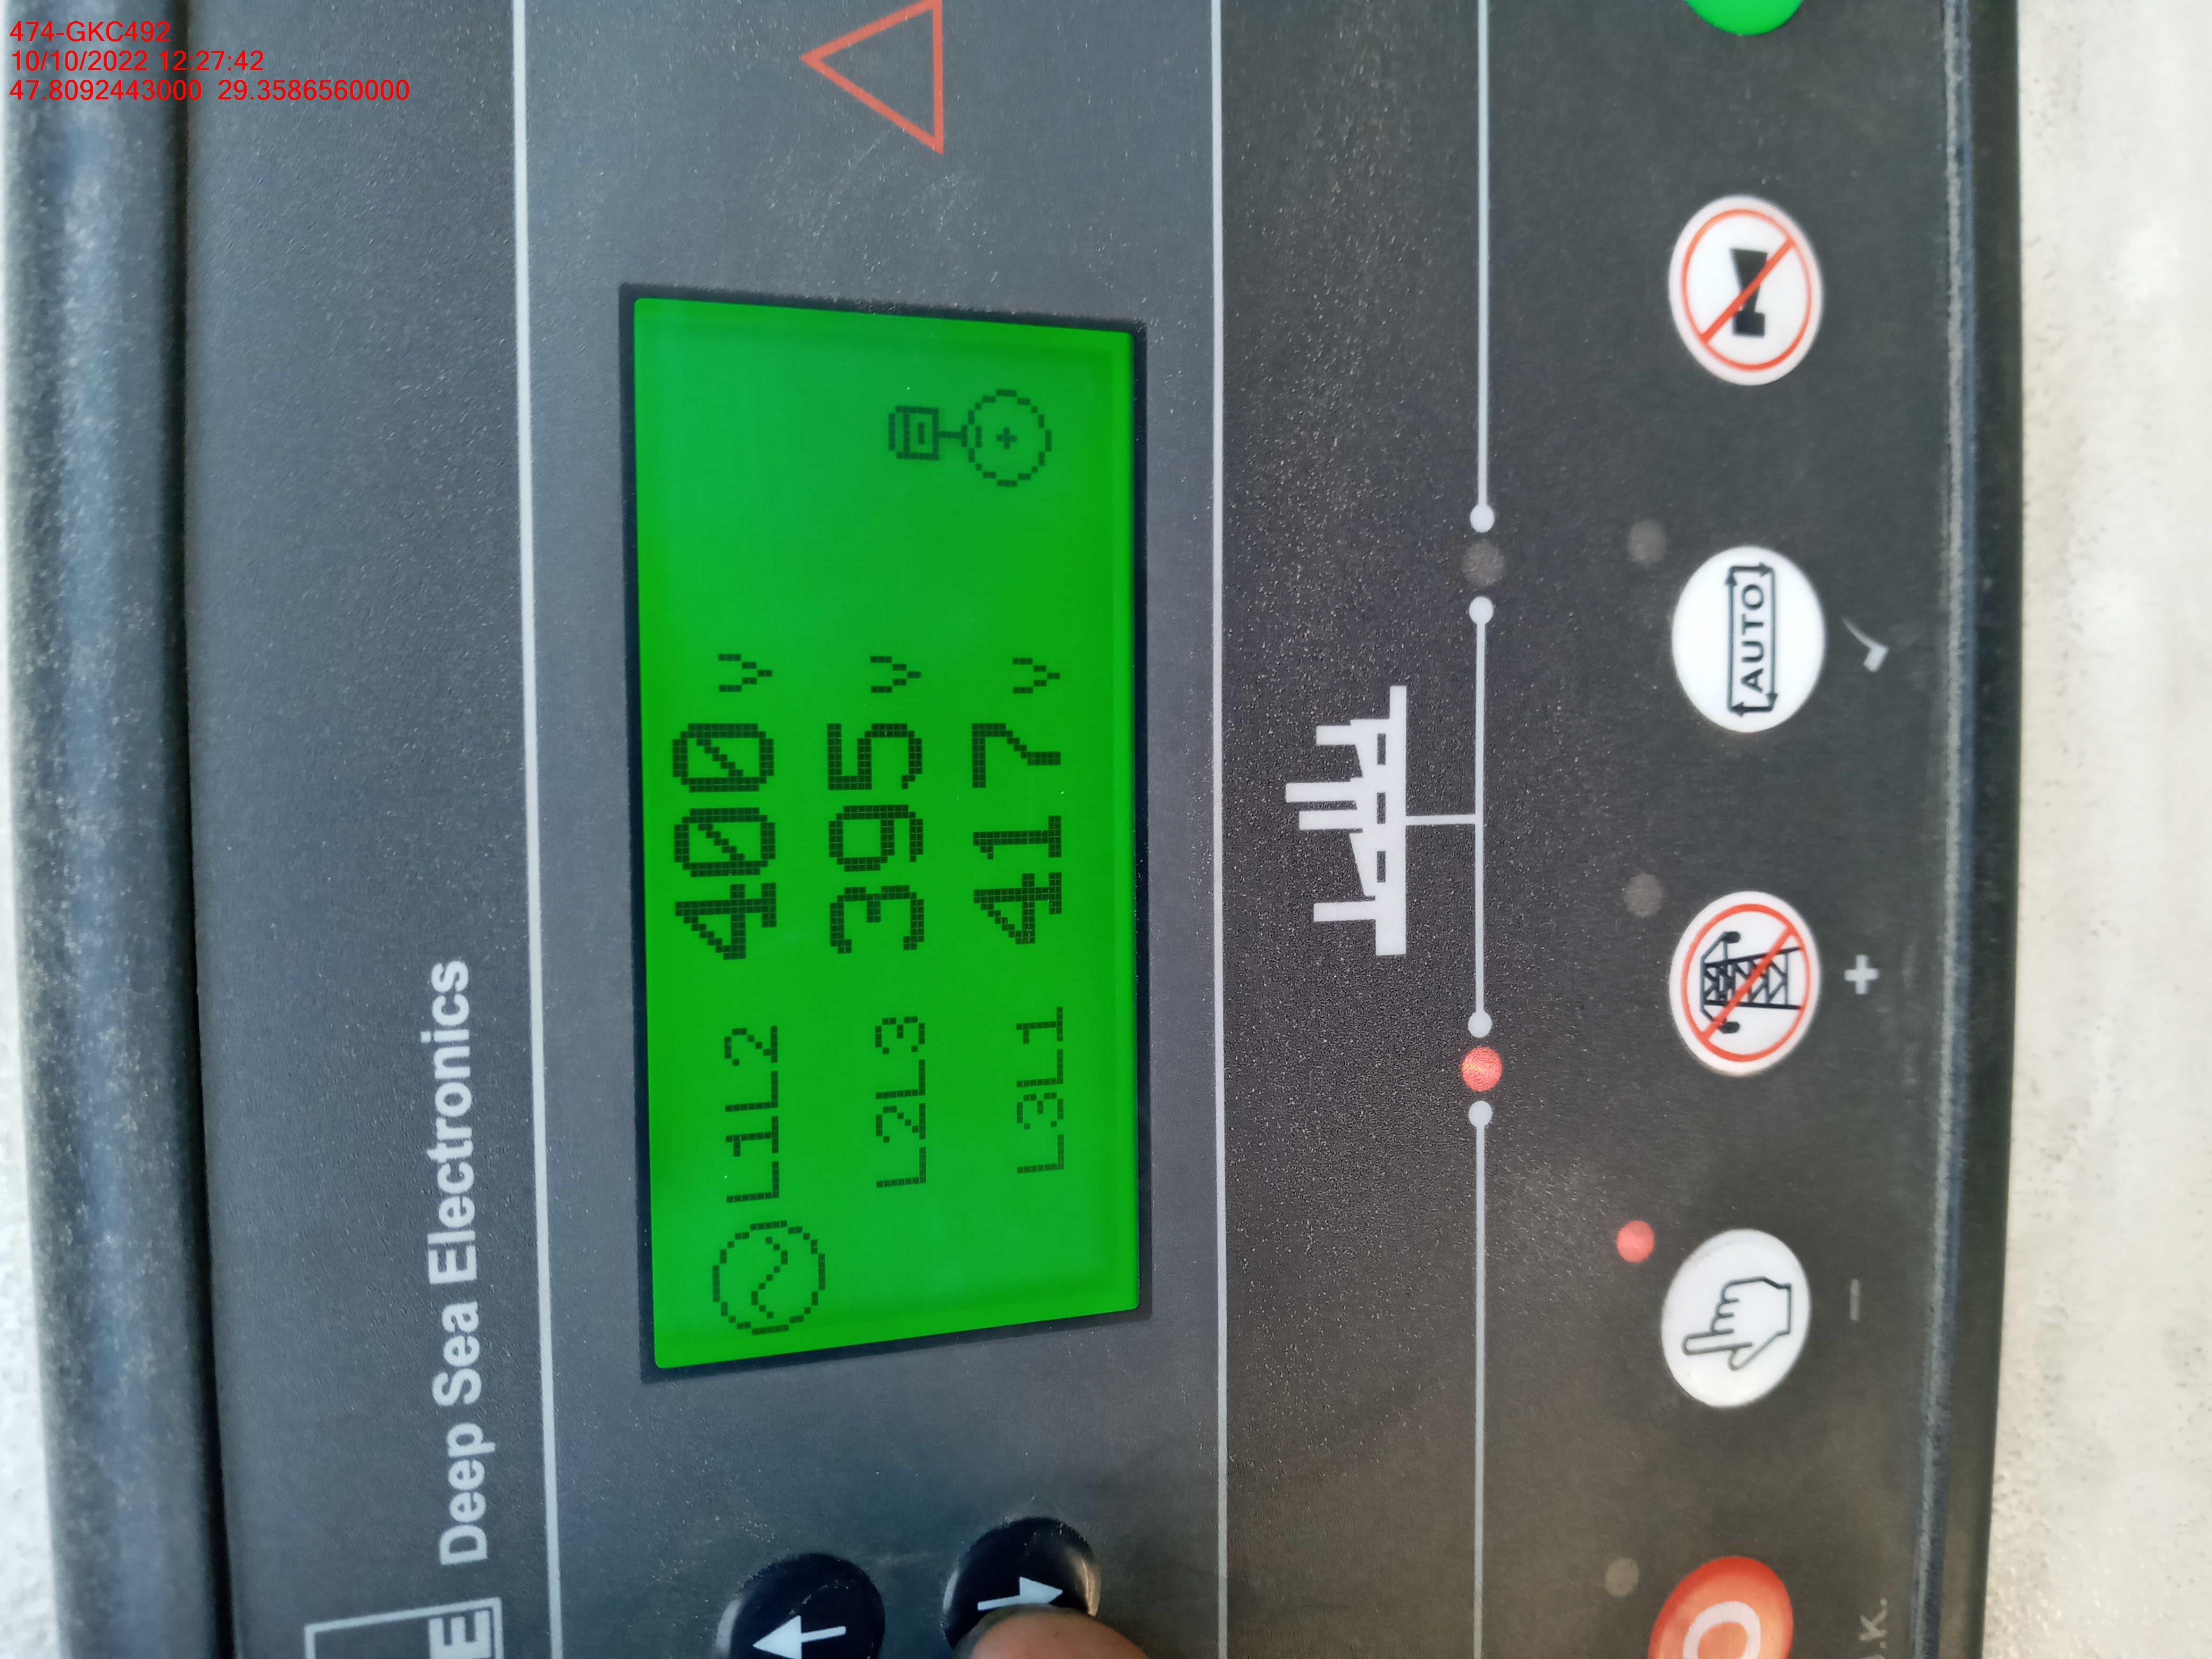 474-GKC492
10/10/2022 12:27:42
47.8092443000 29.3586560000
E Deep Sea Electronics
L1L2 400 v
L2L3 395 v
L3L1 417 v
AUTO
+
-